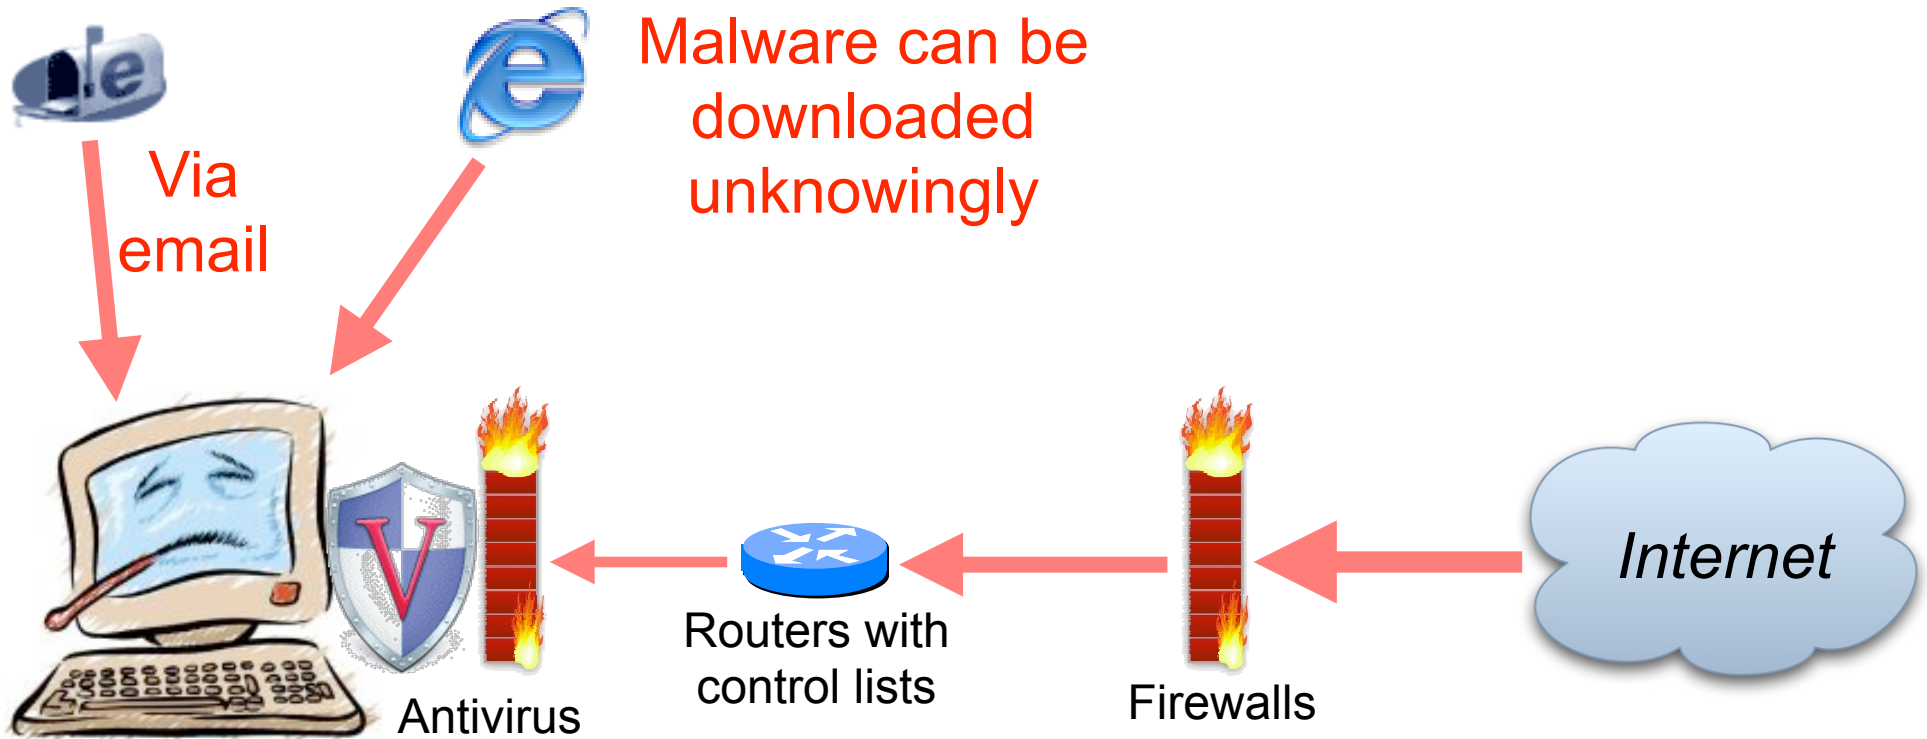 Malware can be
downloaded
unknowingly
Via
email
e
e
V
Internet
Routers with
control lists
Antivirus
Firewalls